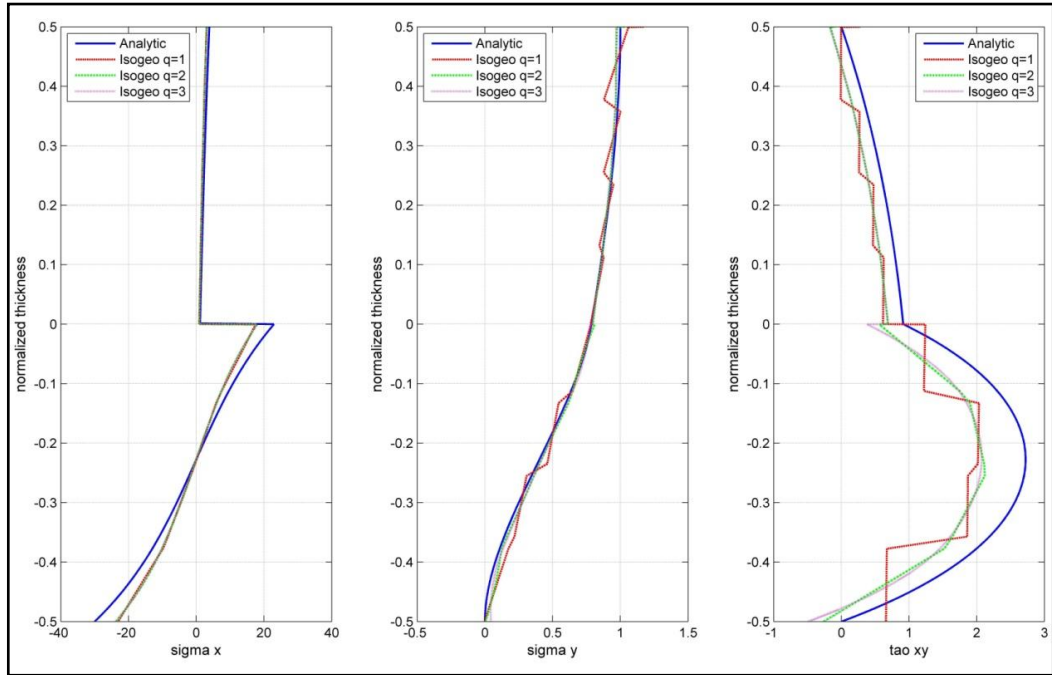 0.5
0.4
0.3
0.2
0.1
0
-0.1
-0.2
-0.3
-0.4
-0.5
normalized thickness
Analytic
Isogeo q=1
Isogeo q=2
Isogeo q=3
-40 -20 0 20 40
sigma x
0.5
0.4
0.3
0.2
0.1
0
-0.1
-0.2
-0.3
-0.4
-0.5
normalized thickness
Analytic
Isogeo q=1
Isogeo q=2
Isogeo q=3
-0.5 0 0.5 1 1.5
sigma y
0.5
0.4
0.3
0.2
0.1
0
-0.1
-0.2
-0.3
-0.4
-0.5
normalized thickness
Analytic
Isogeo q=1
Isogeo q=2
Isogeo q=3
-1 0 1 2 3
tao xy